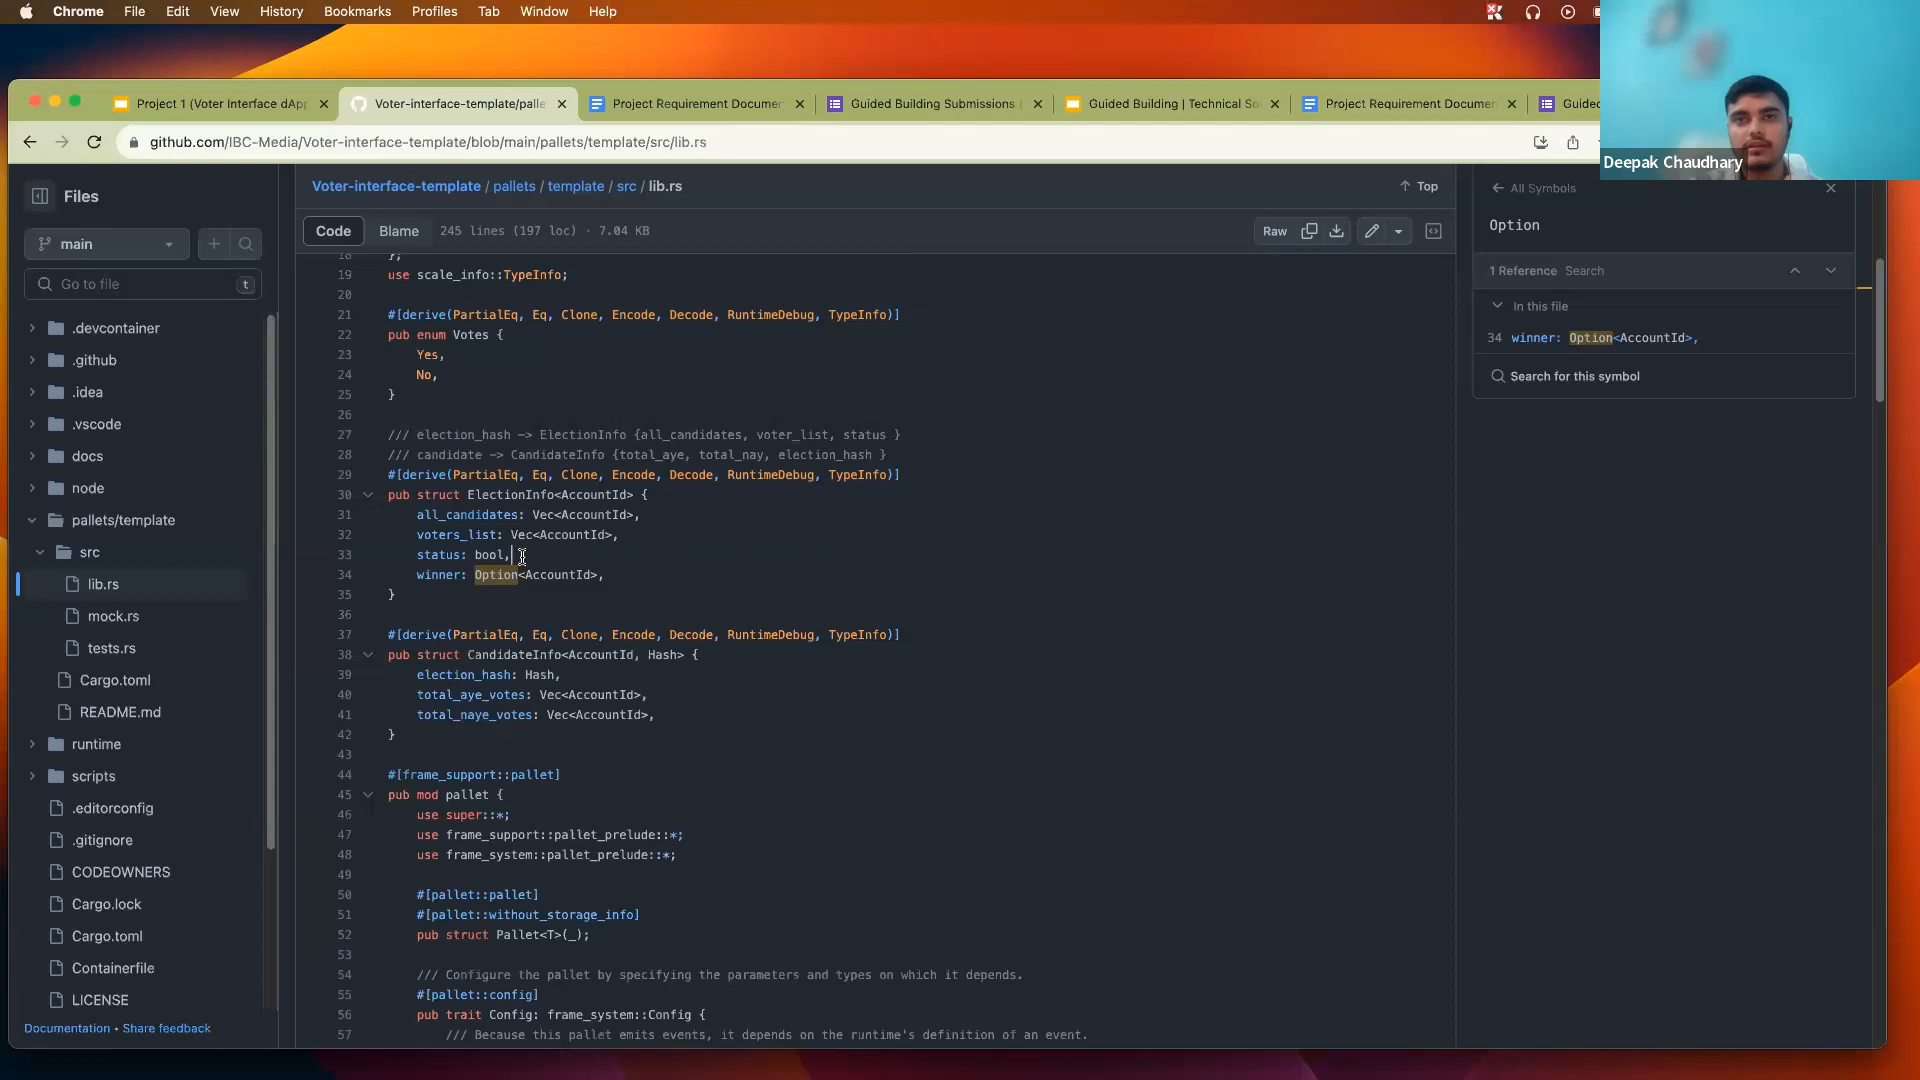 Chrome File Edit View History Bookmarks Profiles Tab Window Help
Project 1 (Voter Interface dApp
Voter-interface-template/palle
Project Requirement Documen
Guided Building Submissions (
Guided Building | Technical So
Project Requirement Documen
Guided
github.com/IBC-Media/Voter-interface-template/blob/main/pallets/template/src/lib.rs
Deepak Chaudhary
Files
main
Go to file
t
.devcontainer
.github
.idea
.vscode
docs
node
pallets/template
src
lib.rs
mock.rs
tests.rs
Cargo.toml
README.md
runtime
scripts
.editorconfig
.gitignore
CODEOWNERS
Cargo.lock
Cargo.toml
Containerfile
LICENSE
Documentation • Share feedback
Voter-interface-template / pallets / template / src / lib.rs
Top
Code Blame 245 lines (197 loc) · 7.04 KB
Raw
18 };
19 use scale_info::TypeInfo;
20
21 #[derive(PartialEq, Eq, Clone, Encode, Decode, RuntimeDebug, TypeInfo)]
22 pub enum Votes {
23 Yes,
24 No,
25 }
26
27 /// election_hash -> ElectionInfo {all_candidates, voter_list, status }
28 /// candidate -> CandidateInfo {total_aye, total_nay, election_hash }
29 #[derive(PartialEq, Eq, Clone, Encode, Decode, RuntimeDebug, TypeInfo)]
30 pub struct ElectionInfo<AccountId> {
31 all_candidates: Vec<AccountId>,
32 voters_list: Vec<AccountId>,
33 status: bool,
34 winner: Option<AccountId>,
35 }
36
37 #[derive(PartialEq, Eq, Clone, Encode, Decode, RuntimeDebug, TypeInfo)]
38 pub struct CandidateInfo<AccountId, Hash> {
39 election_hash: Hash,
40 total_aye_votes: Vec<AccountId>,
41 total_naye_votes: Vec<AccountId>,
42 }
43
44 #[frame_support::pallet]
45 pub mod pallet {
46 use super::*;
47 use frame_support::pallet_prelude::*;
48 use frame_system::pallet_prelude::*;
49
50 #[pallet::pallet]
51 #[pallet::without_storage_info]
52 pub struct Pallet<T>(_);
53
54 /// Configure the pallet by specifying the parameters and types on which it depends.
55 #[pallet::config]
56 pub trait Config: frame_system::Config {
57 /// Because this pallet emits events, it depends on the runtime's definition of an event.
All Symbols
Option
1 Reference Search
In this file
34 winner: Option<AccountId>,
Search for this symbol